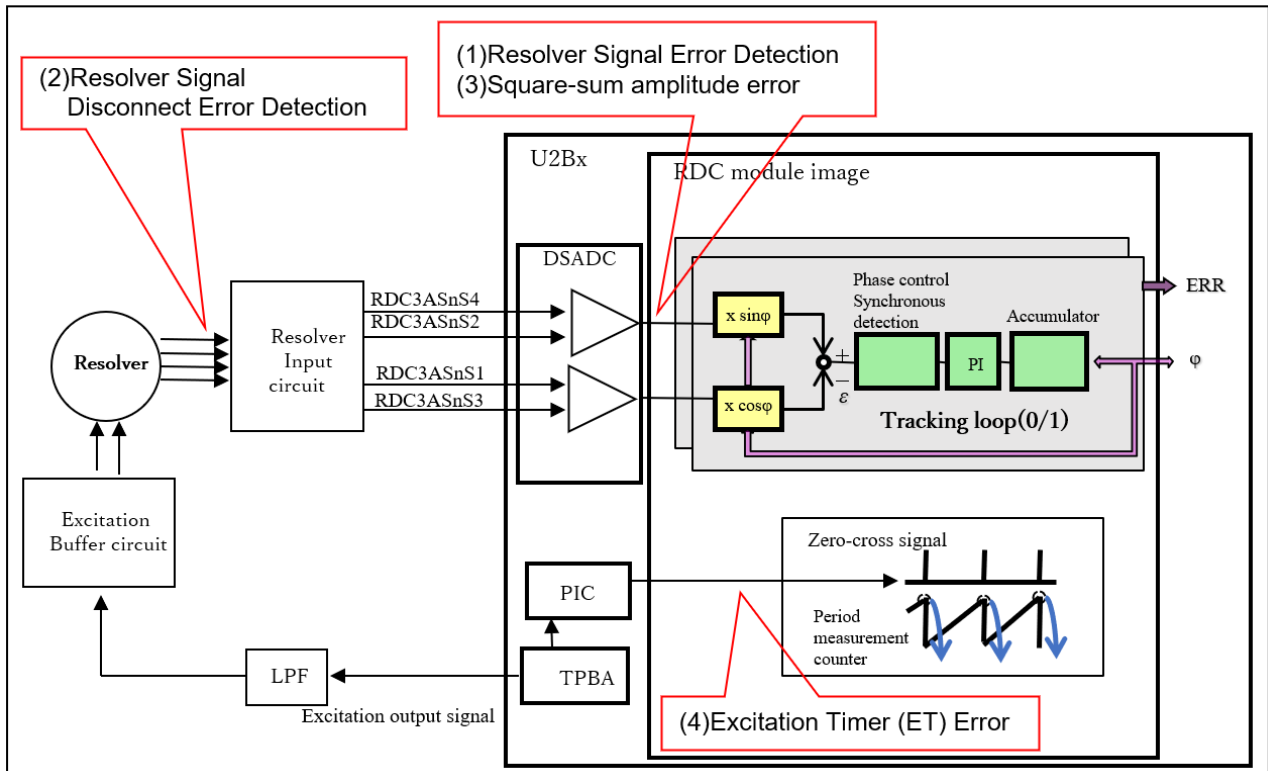 (2)Resolver Signal
Disconnect Error Detection
(1)Resolver Signal Error Detection
(3)Square-sum amplitude error
U2Bx
RDC module image
DSADC
RDC3ASnS4
RDC3ASnS2
RDC3ASnS1
RDC3ASnS3
Resolver
Resolver
Input
circuit
x sinφ
x cosφ
+
−
ε
Phase control
Synchronous
detection
PI
Accumulator
Tracking loop(0/1)
ERR
φ
Excitation
Buffer circuit
LPF
Excitation output signal
PIC
TPBA
Zero-cross signal
Period
measurement
counter
(4)Excitation Timer (ET) Error